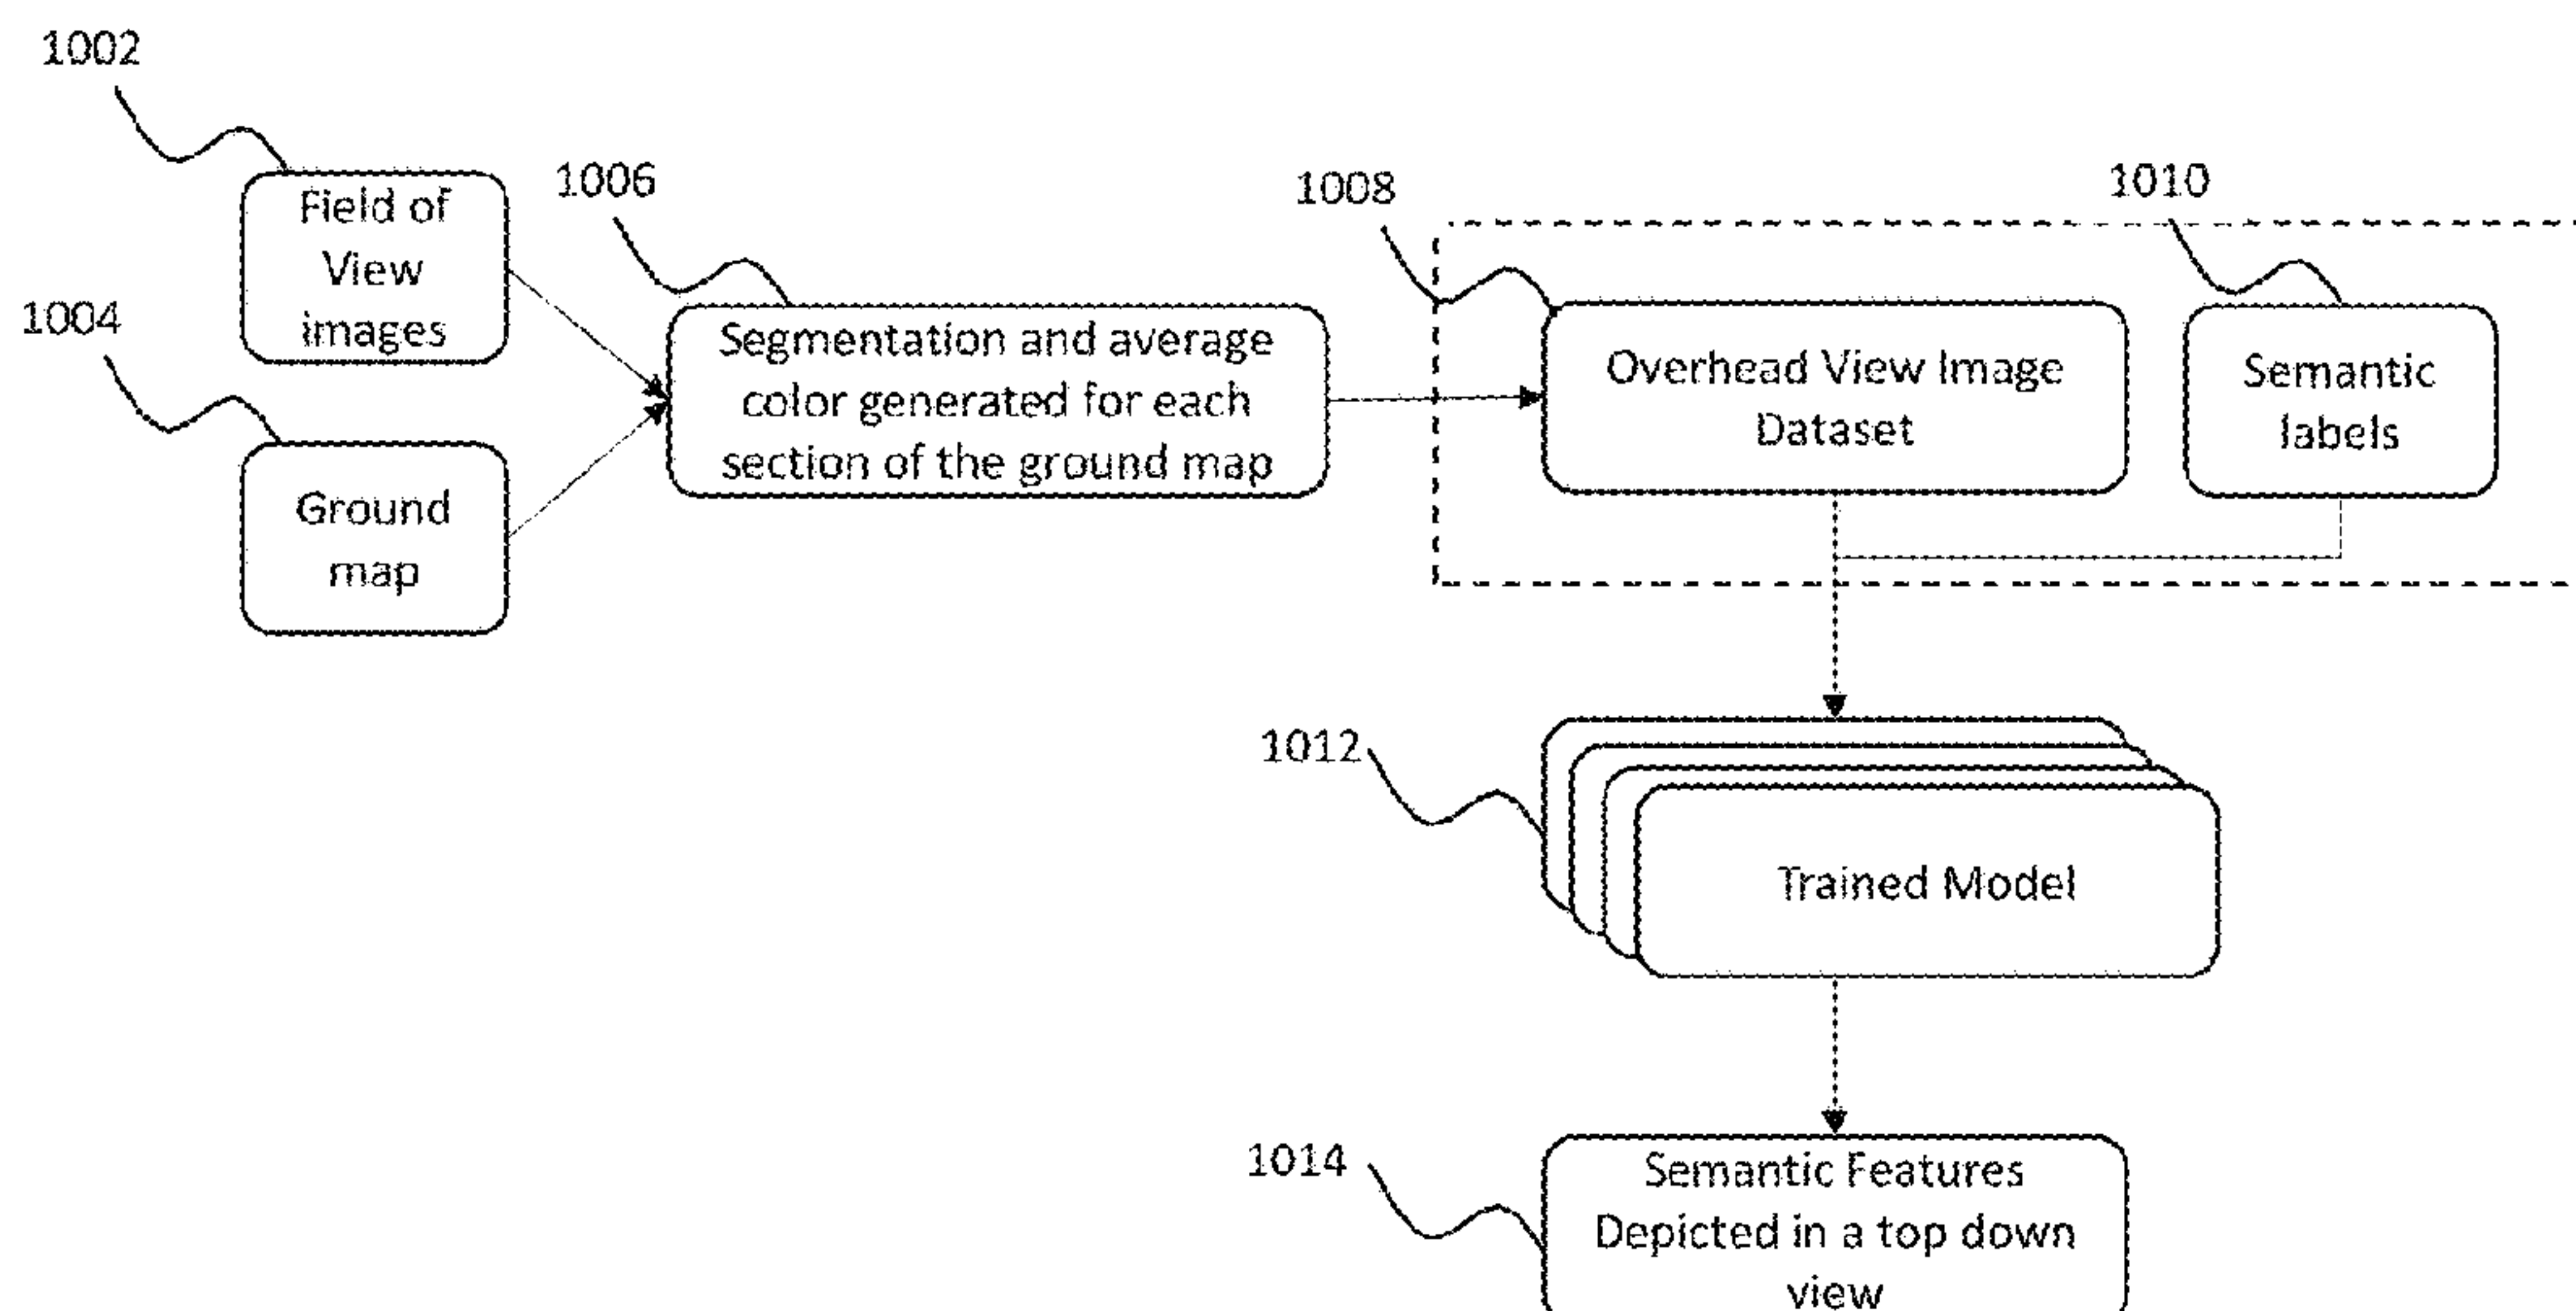 1002
Field of
View
images
1004
Ground
map
1006
Segmentation and average
color generated for each
section of the ground map
1008
Overhead View Image
Dataset
1010
Semantic
labels
1012
Trained Model
1014
Semantic Features
Depicted in a top down
view